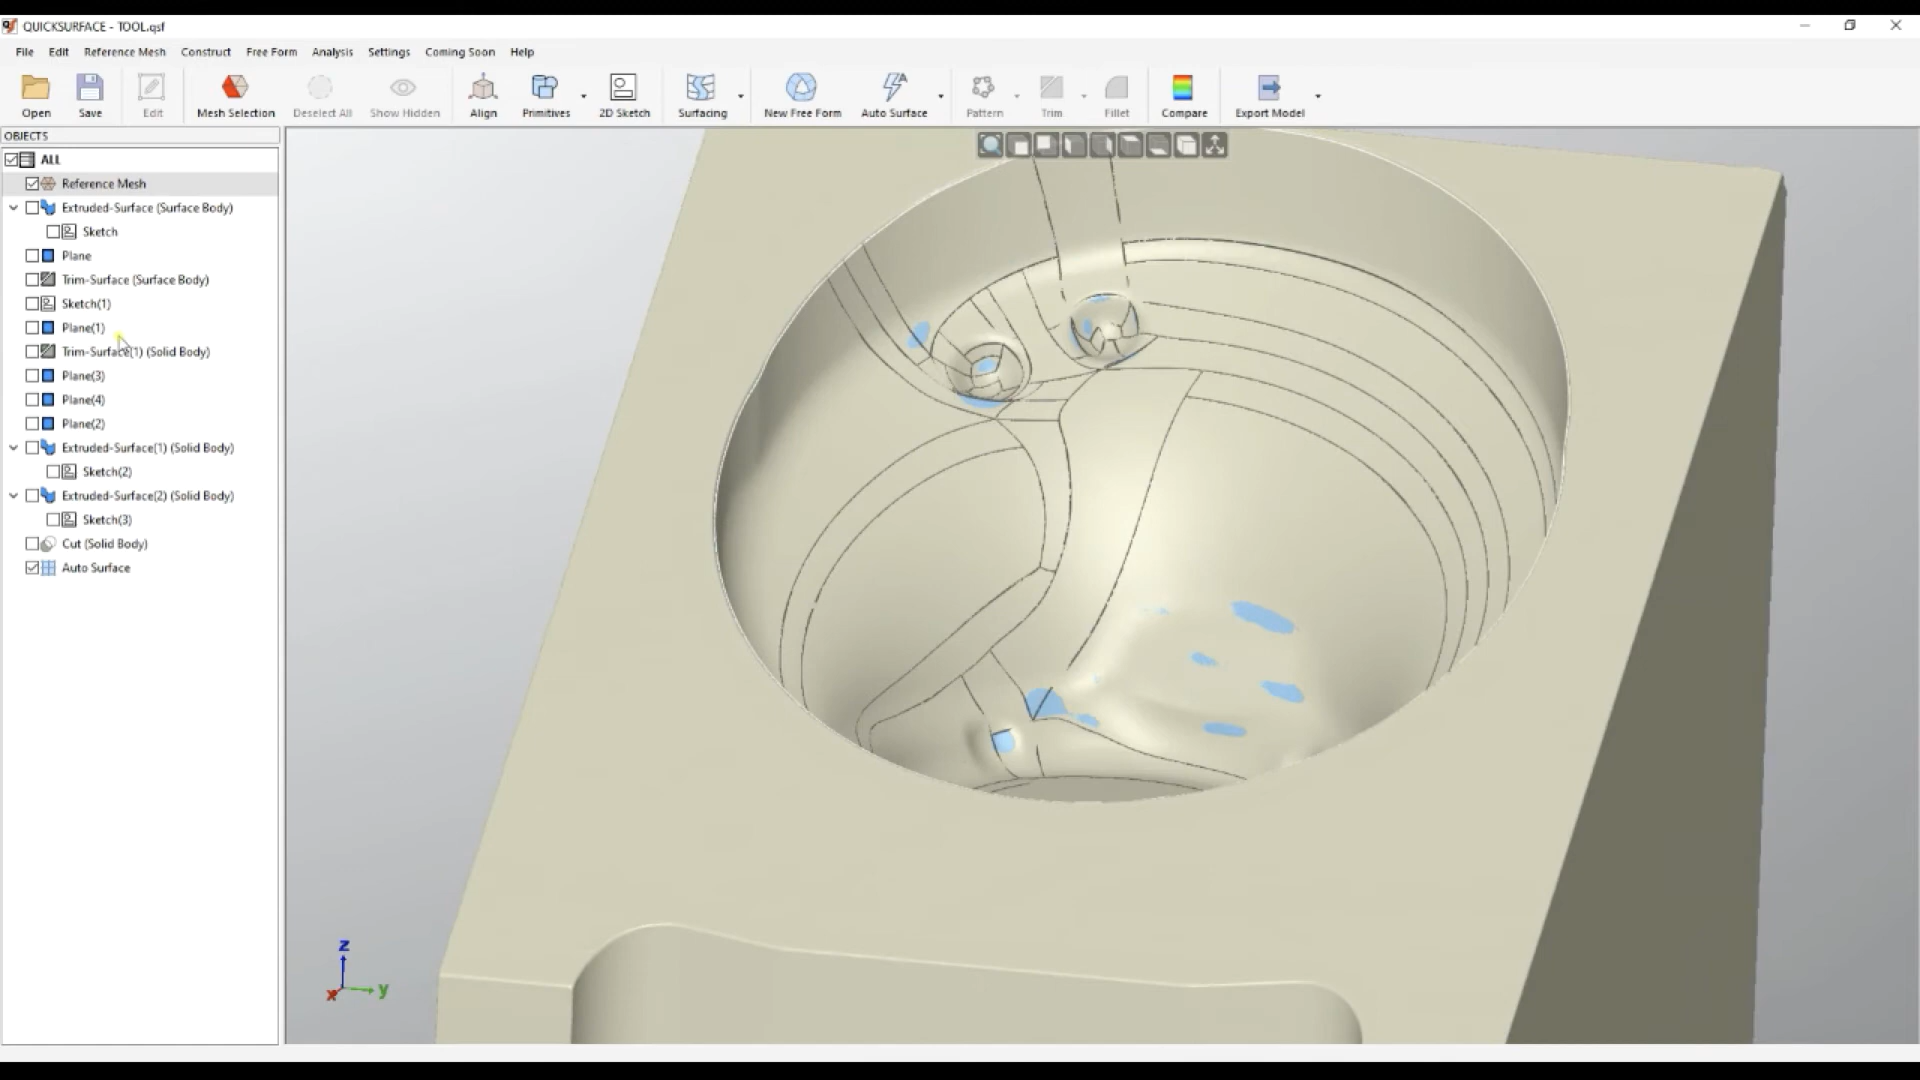 QUICKSURFACE - TOOL.qsf
File Edit Reference Mesh Construct Free Form Analysis Settings Coming Soon Help
Open Save Edit Mesh Selection Deselect All Show Hidden Align Primitives 2D Sketch Surfacing New Free Form Auto Surface Pattern Trim Fillet Compare Export Model
OBJECTS
ALL
Reference Mesh
Extruded-Surface (Surface Body)
Sketch
Plane
Trim-Surface (Surface Body)
Sketch(1)
Plane(1)
Trim-Surface(1) (Solid Body)
Plane(3)
Plane(4)
Plane(2)
Extruded-Surface(1) (Solid Body)
Sketch(2)
Extruded-Surface(2) (Solid Body)
Sketch(3)
Cut (Solid Body)
Auto Surface
z
x y